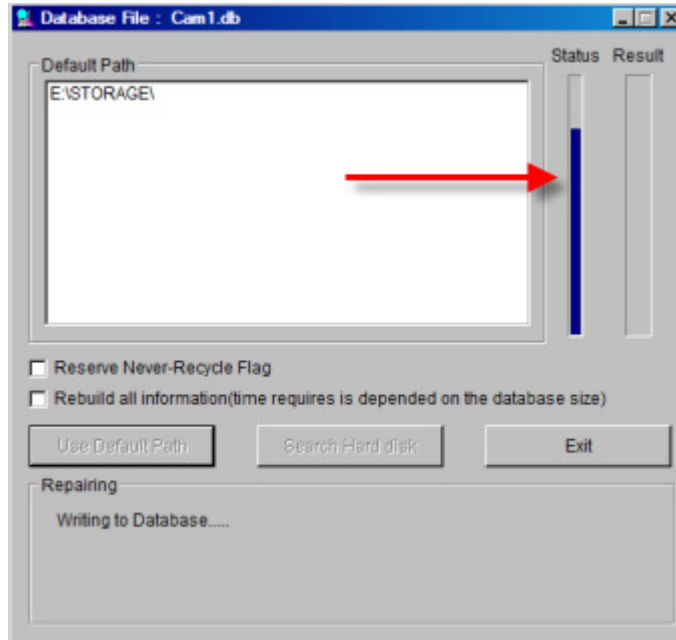 Database File : Cam1.db
Status Result
Default Path
E:\STORAGE\
Reserve Never-Recycle Flag
Rebuild all information(time requires is depended on the database size)
Use Default Path Search Hard disk Exit
Repairing
Writing to Database.....